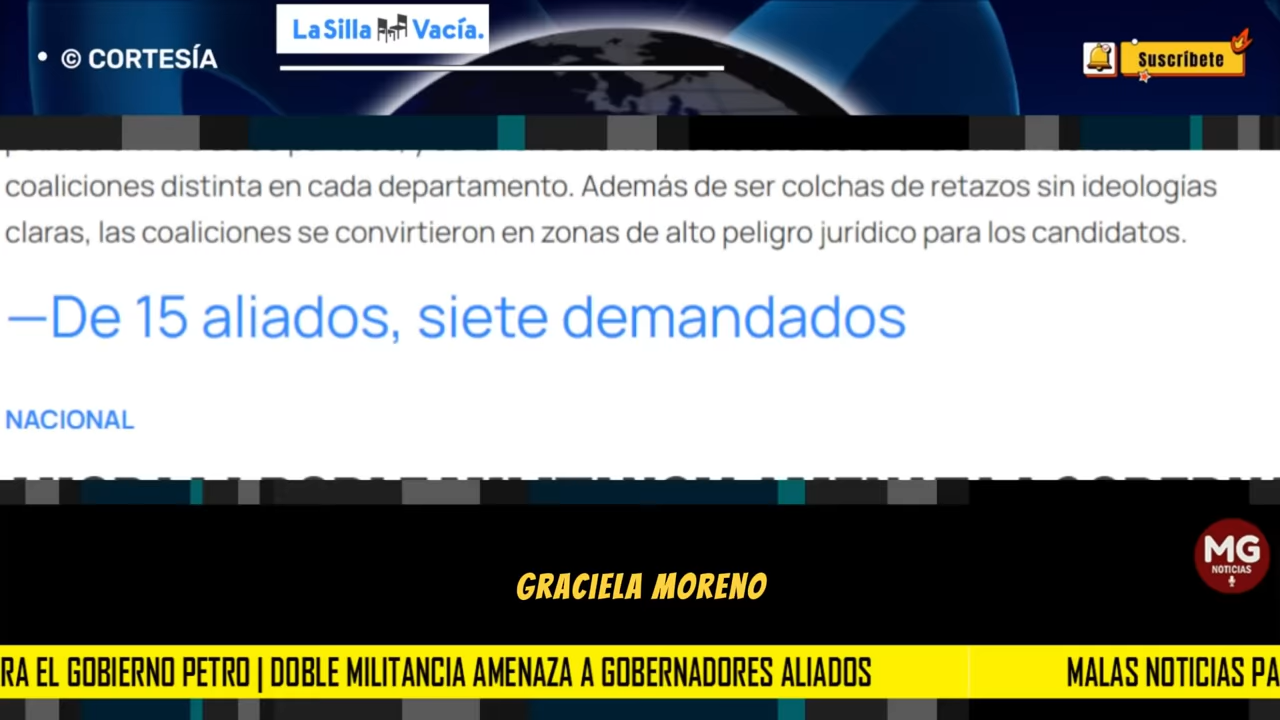 LaSilla Vacía.
• © CORTESÍA
Suscríbete
coaliciones distinta en cada departamento. Además de ser colchas de retazos sin ideologías
claras, las coaliciones se convirtieron en zonas de alto peligro jurídico para los candidatos.
—De 15 aliados, siete demandados
NACIONAL
MG
NOTICIAS
GRACIELA MORENO
RA EL GOBIERNO PETRO | DOBLE MILITANCIA AMENAZA A GOBERNADORES ALIADOS
MALAS NOTICIAS PA